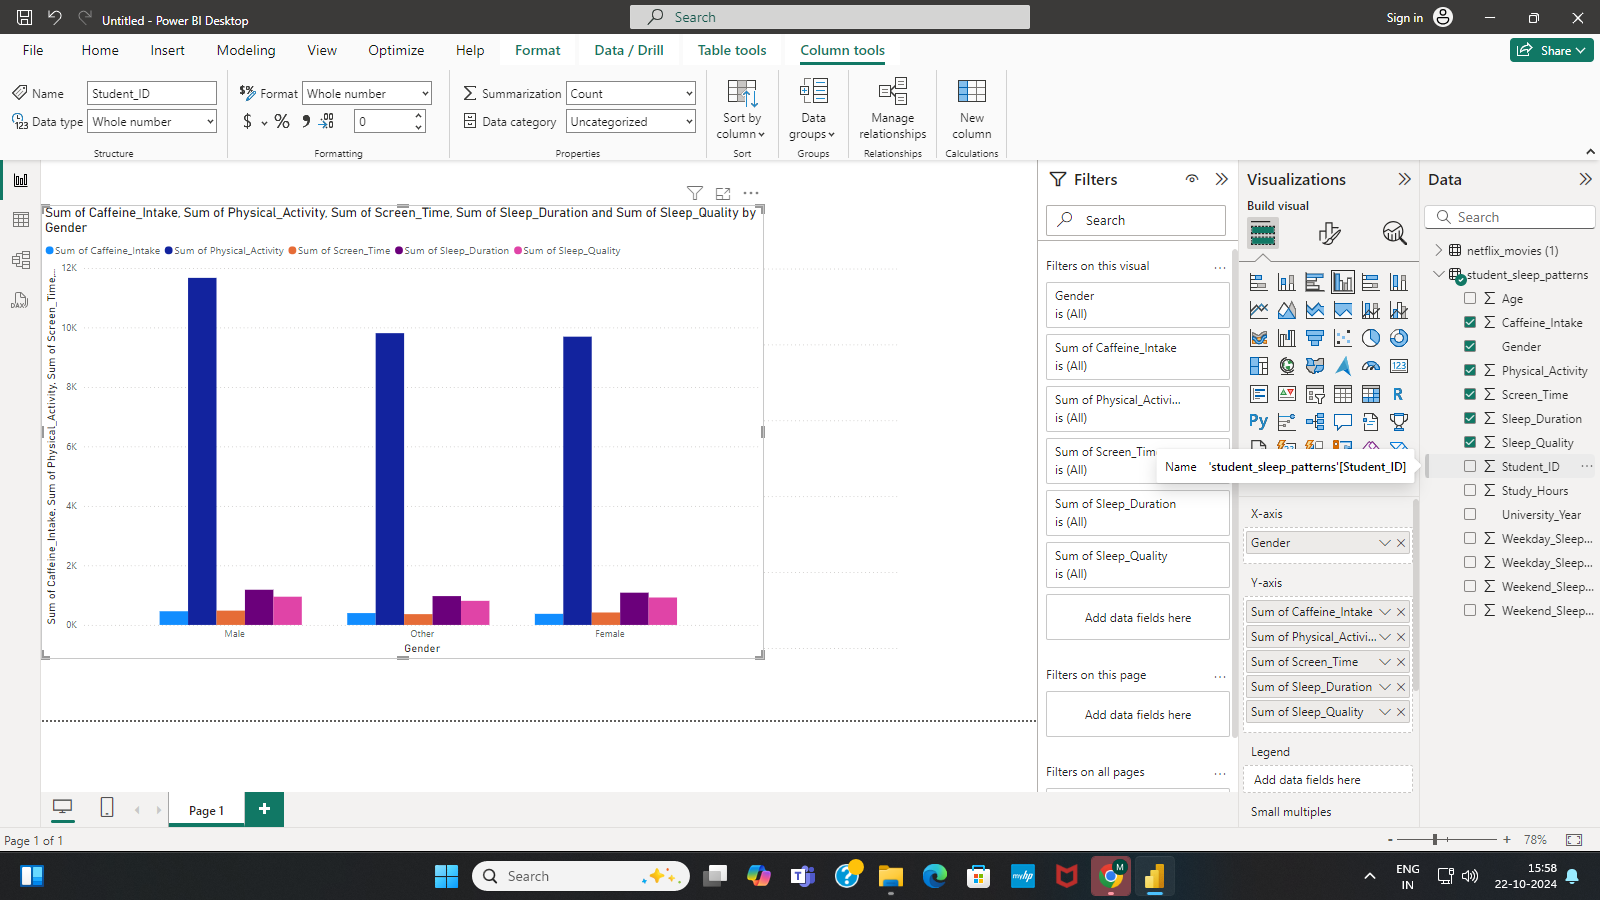 Untitled - Power BI Desktop
Search
Sign in
File
Home
Insert
Modeling
View
Optimize
Help
Format
Data / Drill
Table tools
Column tools
Share
Name
Student_ID
Data type
Whole number
Structure
Format
Whole number
$
%
0
Formatting
Summarization
Count
Data category
Uncategorized
Properties
Sort by
column
Sort
Data
groups
Groups
Manage
relationships
Relationships
New
column
Calculations
Sum of Caffeine_Intake, Sum of Physical_Activity, Sum of Screen_Time, Sum of Sleep_Duration and Sum of Sleep_Quality by
Gender
Sum of Caffeine_Intake
Sum of Physical_Activity
Sum of Screen_Time
Sum of Sleep_Duration
Sum of Sleep_Quality
Sum of Caffeine_Intake, Sum of Physical_Activity, Sum of Screen_Time...
12K
10K
8K
6K
4K
2K
0K
Male
Other
Female
Gender
Filters
Search
Filters on this visual
Gender
is (All)
Sum of Caffeine_Intake
is (All)
Sum of Physical_Activi...
is (All)
Sum of Screen_Time
is (All)
Sum of Sleep_Duration
is (All)
Sum of Sleep_Quality
is (All)
Add data fields here
Filters on this page
Add data fields here
Filters on all pages
Visualizations
Build visual
123
R
Py
Name 'student_sleep_patterns'[Student_ID]
X-axis
Gender
Y-axis
Sum of Caffeine_Intake
Sum of Physical_Activi...
Sum of Screen_Time
Sum of Sleep_Duration
Sum of Sleep_Quality
Legend
Add data fields here
Small multiples
Data
Search
netflix_movies (1)
student_sleep_patterns
Age
Caffeine_Intake
Gender
Physical_Activity
Screen_Time
Sleep_Duration
Sleep_Quality
Student_ID
Study_Hours
University_Year
Weekday_Sleep...
Weekday_Sleep...
Weekend_Sleep...
Weekend_Sleep...
Page 1
Page 1 of 1
78%
Search
ENG
IN
15:58
22-10-2024